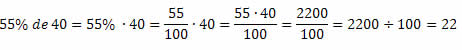 55% de 40 = 55% · 40 = 55/100 · 40 = 55 · 40/100 = 2200/100 = 2200 ÷ 100 = 22